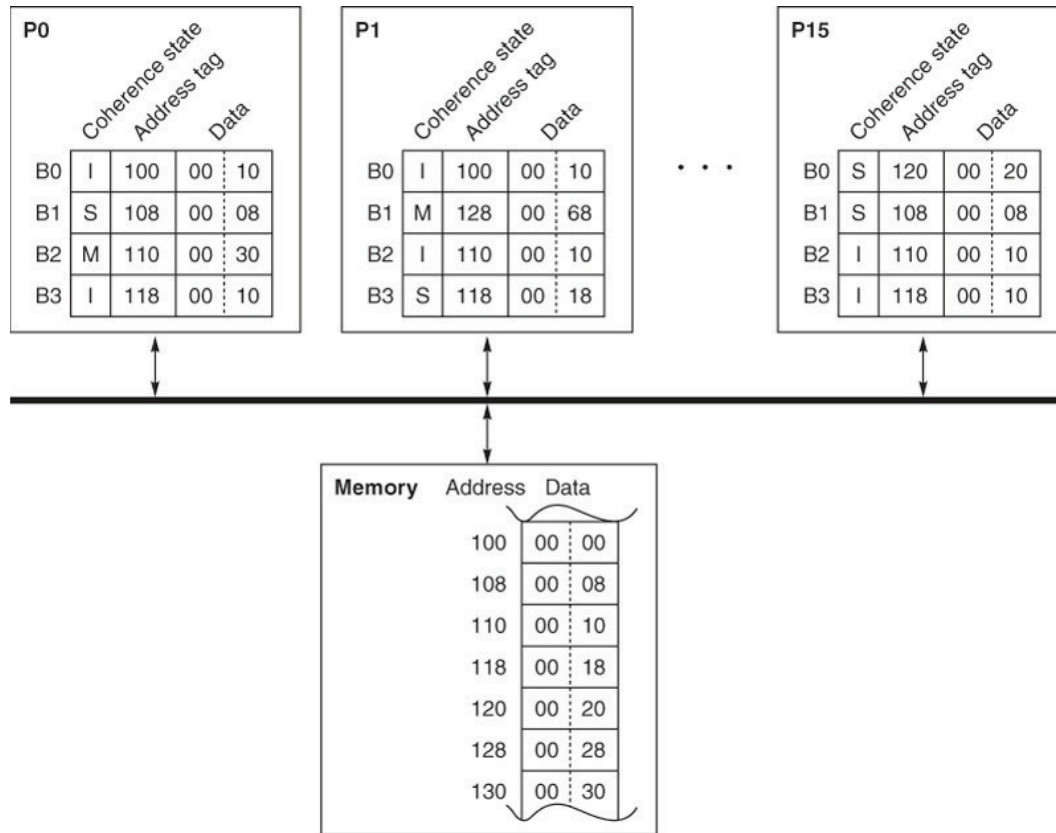 P0 P1 P15
Coherence state Coherence state Coherence state
Address tag Address tag Address tag
Data Data Data
B0 I 100 00 10 B0 I 100 00 10 . . . B0 S 120 00 20
B1 S 108 00 08 B1 M 128 00 68 B1 S 108 00 08
B2 M 110 00 30 B2 I 110 00 10 B2 I 110 00 10
B3 I 118 00 10 B3 S 118 00 18 B3 I 118 00 10
Memory Address Data
100 00 00
108 00 08
110 00 10
118 00 18
120 00 20
128 00 28
130 00 30